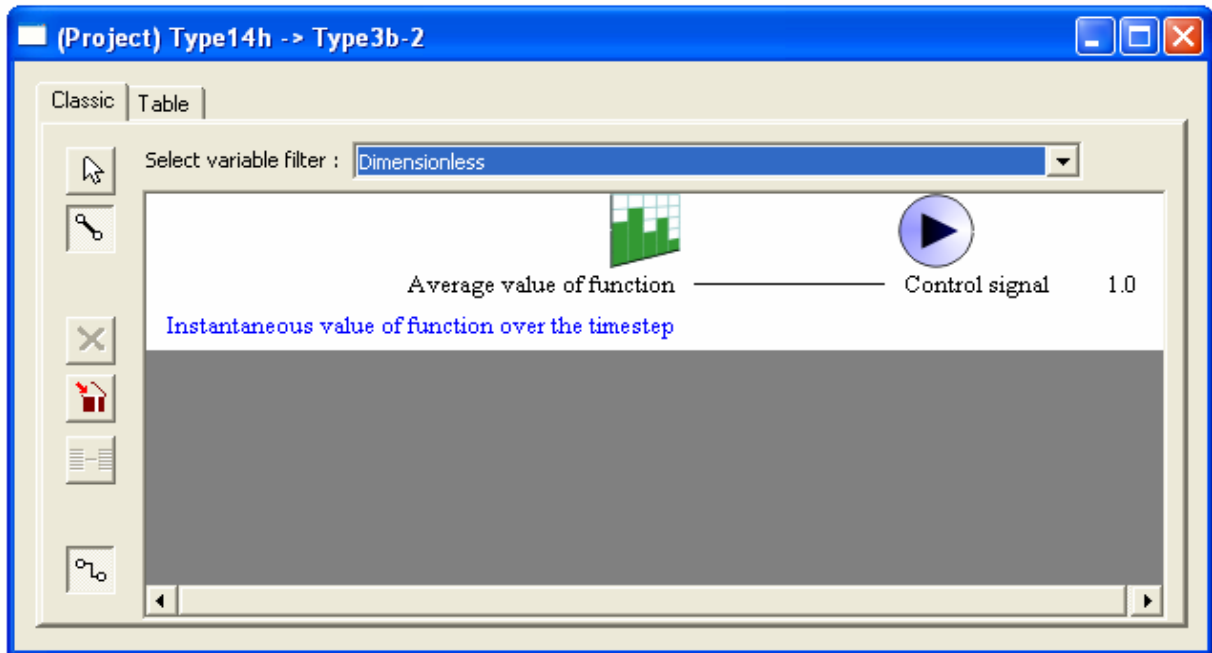 (Project) Type14h -> Type3b-2
Classic Table
Select variable filter : Dimensionless
Average value of function Control signal 1.0
Instantaneous value of function over the timestep